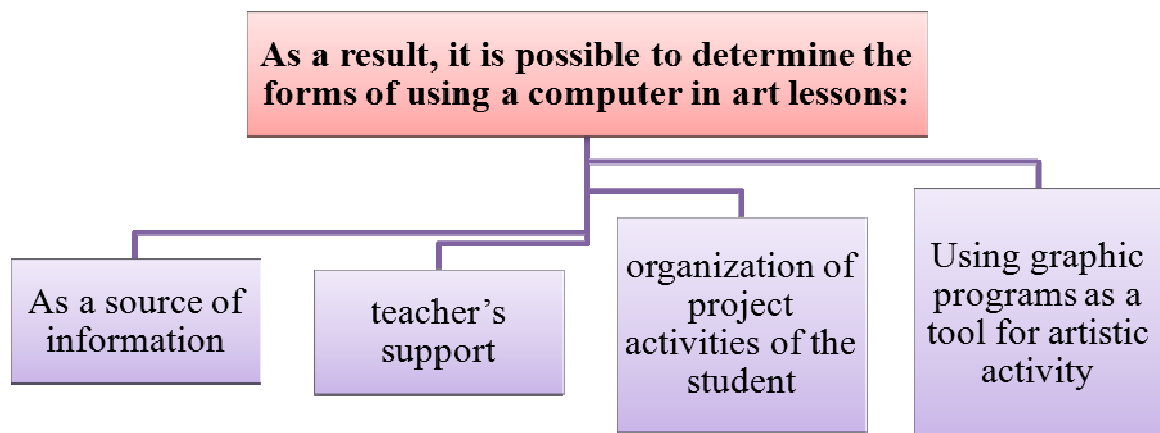 As a result, it is possible to determine the
forms of using a computer in art lessons:
As a source of
information
teacher’s
support
organization of
project
activities of the
student
Using graphic
programs as a
tool for artistic
activity